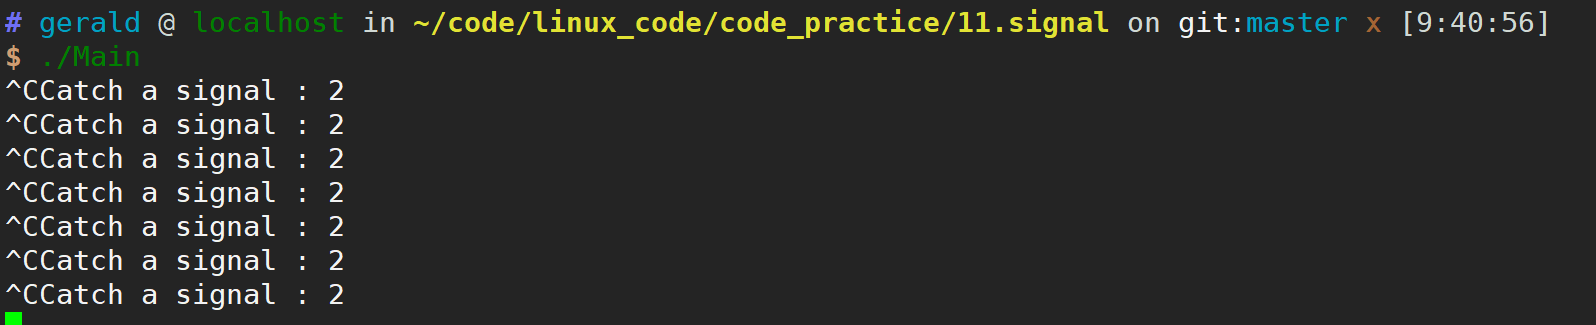 # gerald @ localhost in ~/code/linux_code/code_practice/11.signal on git:master x [9:40:56]
$ ./Main
^CCatch a signal : 2
^CCatch a signal : 2
^CCatch a signal : 2
^CCatch a signal : 2
^CCatch a signal : 2
^CCatch a signal : 2
^CCatch a signal : 2